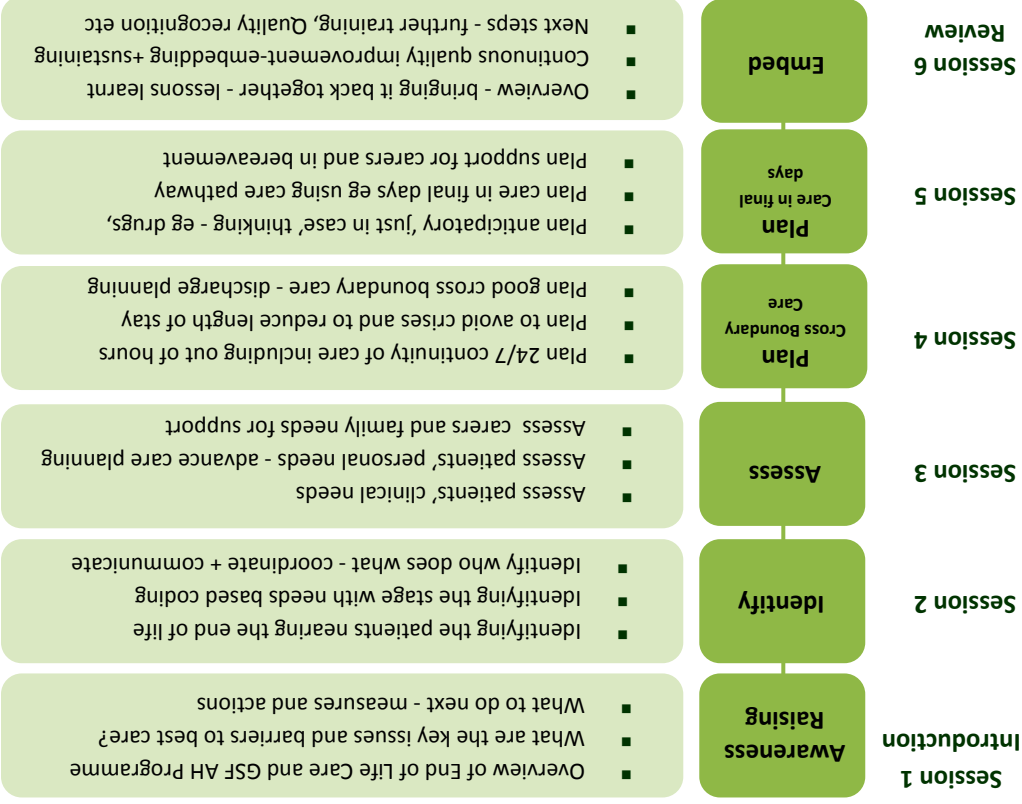 Session 1
Introduction
Awareness
Raising
Overview of End of Life Care and GSF AH Programme
What are the key issues and barriers to best care?
What to do next - measures and actions
Session 2
Identify
Identifying the patients nearing the end of life
Identifying the stage with needs based coding
Identify who does what - coordinate + communicate
Session 3
Assess
Assess patients’ clinical needs
Assess patients’ personal needs - advance care planning
Assess  carers and family needs for support
Session 4
Plan
Cross Boundary
Care
Plan 24/7 continuity of care including out of hours
Plan to avoid crises and to reduce length of stay
Plan good cross boundary care - discharge planning
Session 5
Plan
Care in final
days
Plan anticipatory ‘just in case’ thinking - eg drugs,
Plan care in final days eg using care pathway
Plan support for carers and in bereavement
Session 6
Review
Embed
Overview - bringing it back together - lessons learnt
Continuous quality improvement-embedding +sustaining
Next steps - further training, Quality recognition etc